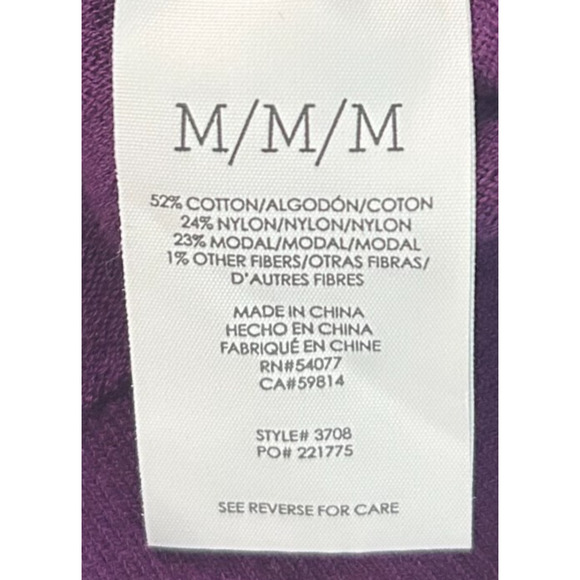 M/M/M
52% COTTON/ALGODÓN/COTON
24% NYLON/NYLON/NYLON
23% MODAL/MODAL/MODAL
1% OTHER FIBERS/OTRAS FIBRAS/
D'AUTRES FIBRES
MADE IN CHINA
HECHO EN CHINA
FABRIQUÉ EN CHINE
RN#54077
CA#59814
STYLE# 3708
PO# 221775
SEE REVERSE FOR CARE